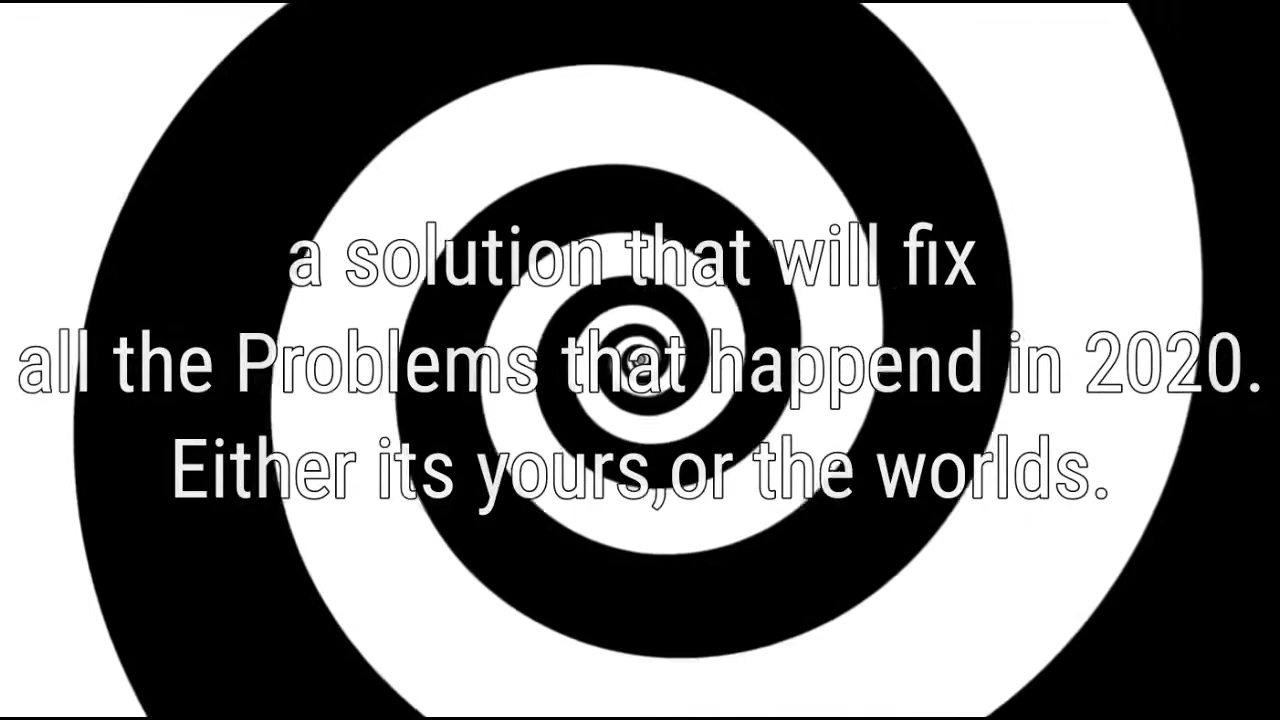 a solution that will fix
all the Problems that happend in 2020.
Either its yours,or the worlds.